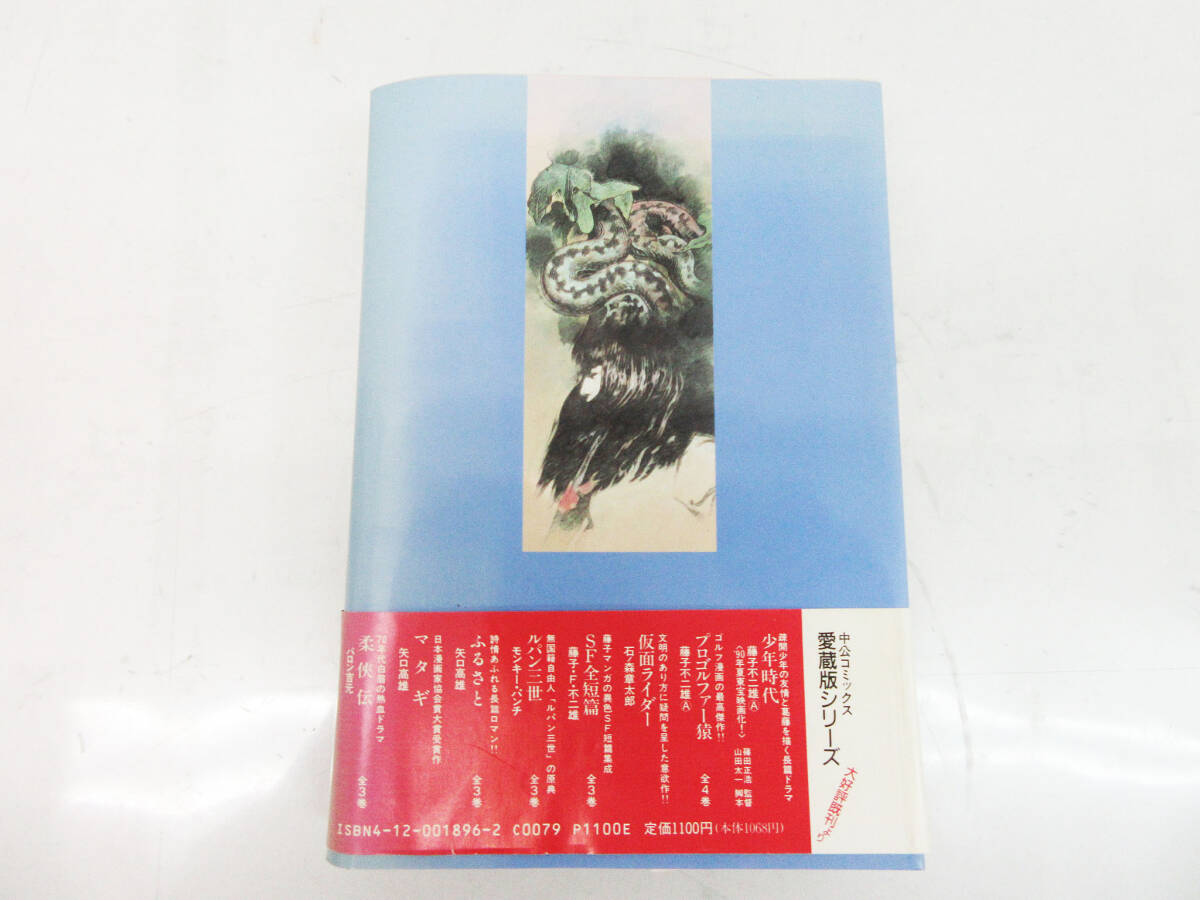 中公コミックス
愛蔵版シリーズ
大好評既刊より
疎開少年の友情と葛藤を描く長篇ドラマ
少年時代
藤子不二雄Ⓐ
〈'90年夏東宝映画化!〉
篠田正浩 監督
山田太一 脚本
ゴルフ漫画の最高傑作!!
プロゴルファー猿
藤子不二雄Ⓐ
全4巻
文明のあり方に疑問を呈した意欲作!!
仮面ライダー
石ノ森章太郎
藤子マンガの異色SF短篇集成
SF全短篇
藤子・F・不二雄
全3巻
無国籍自由人「ルパン三世」の原典
ルパン三世
モンキー・パンチ
全3巻
詩情あふれる長篇ロマン!!
ふるさと
矢口高雄
全3巻
日本漫画家協会賞大賞受賞作
マタギ
矢口高雄
'70年代白眉の熱血ドラマ
柔俠伝
バロン吉元
全3巻
ISBN4-12-001896-2 C0079 P1100E 定価1100円(本体1068円)